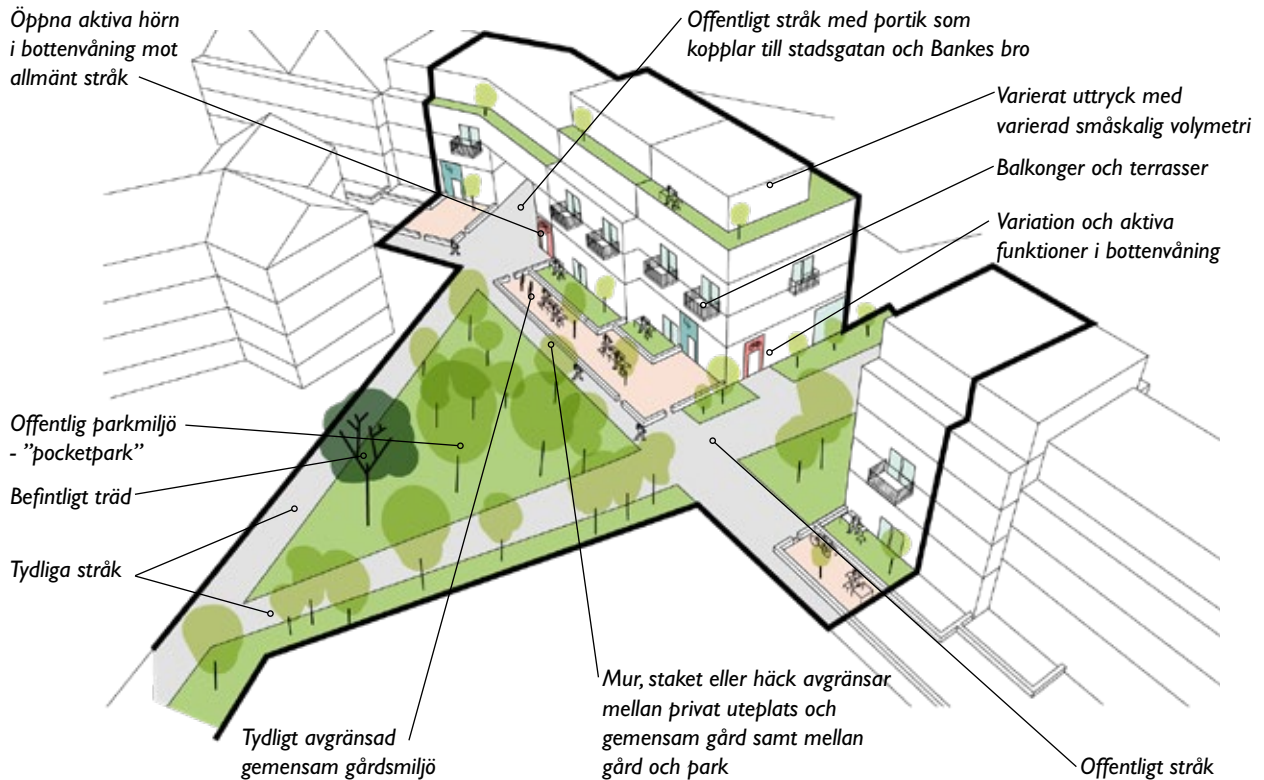 Öppna aktiva hörn
i bottenvåning mot
allmänt stråk
Offentligt stråk med portik som
kopplar till stadsgatan och Bankes bro
Varierat uttryck med
varierad småskalig volymetri
Balkonger och terrasser
Variation och aktiva
funktioner i bottenvåning
Offentlig parkmiljö
- ”pocketpark”
Befintligt träd
Tydliga stråk
Tydligt avgränsad
gemensam gårdsmiljö
Mur, staket eller häck avgränsar
mellan privat uteplats och
gemensam gård samt mellan
gård och park
Offentligt stråk